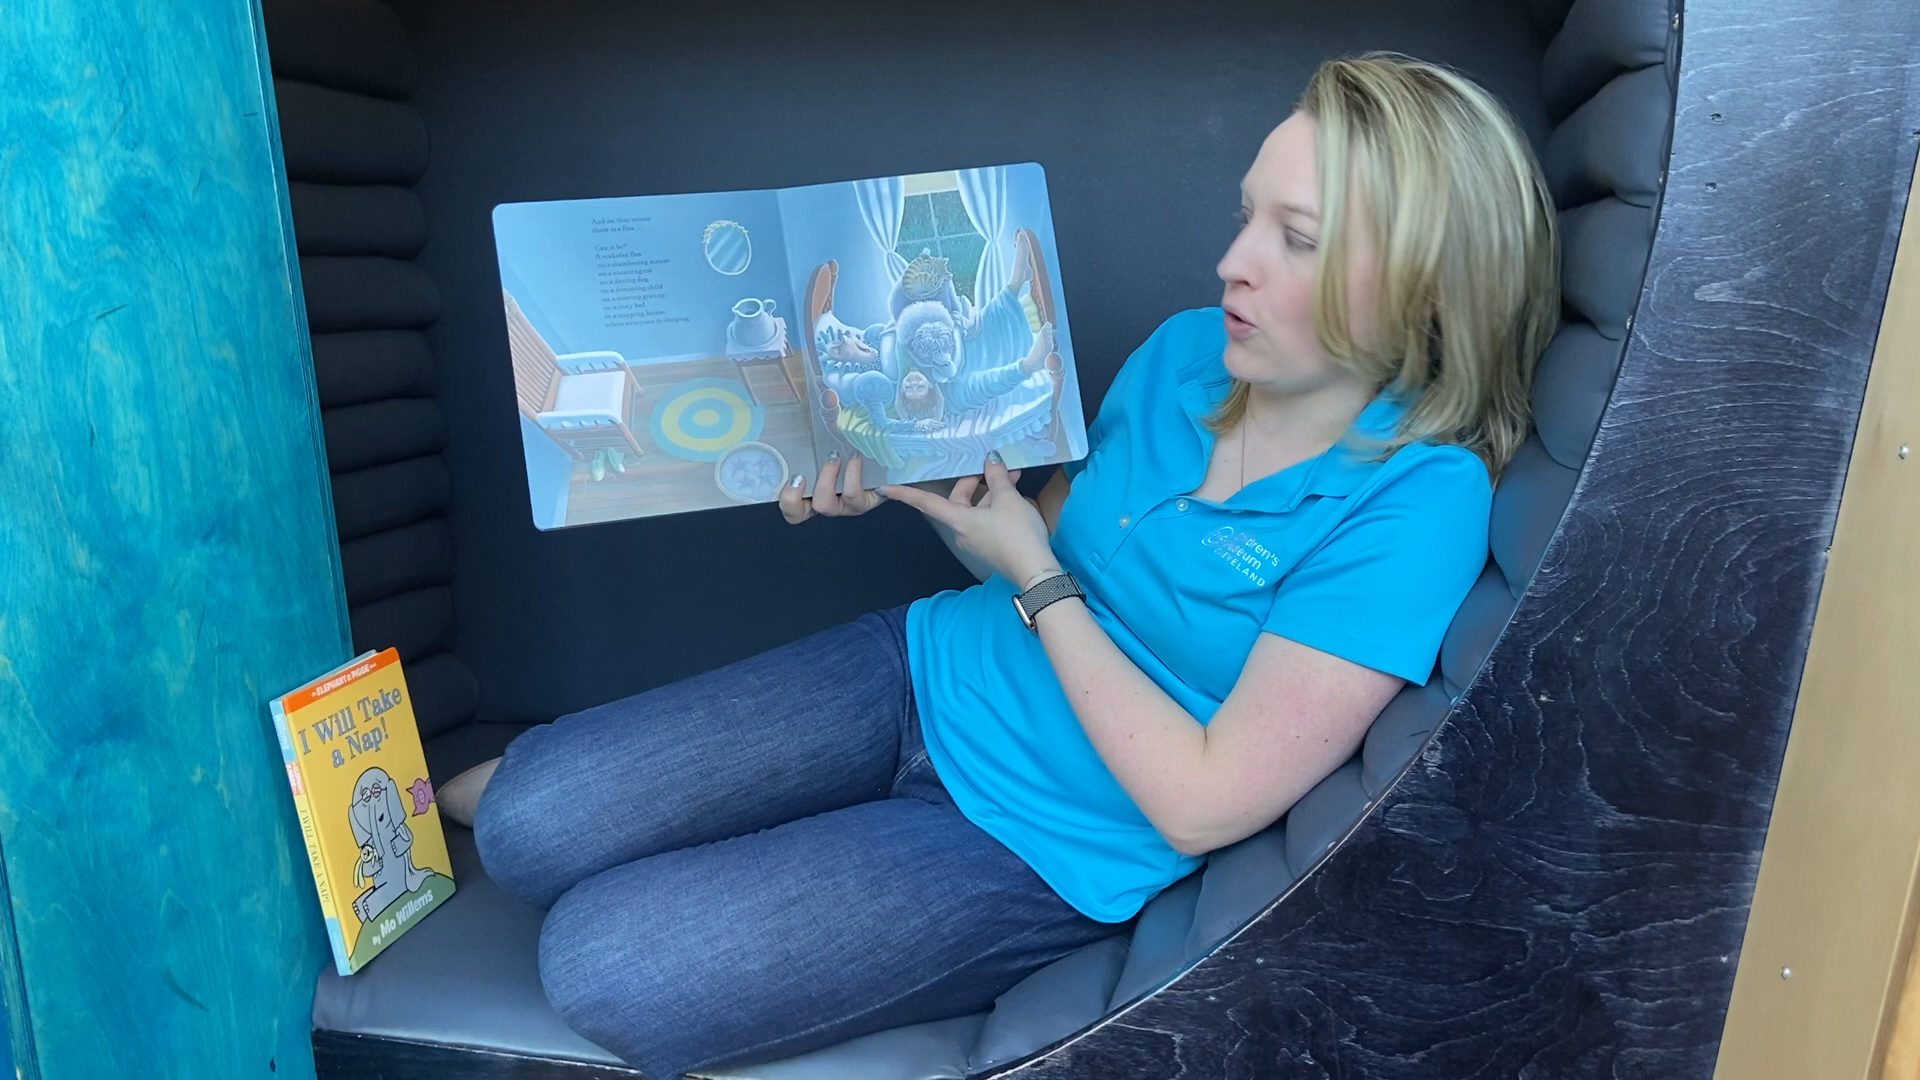 And on that mouse
there is a flea...
Can it be?
A wakeful flea
on a slumbering mouse
on a snoozing cat
on a dozing dog
on a dreaming child
on a snoring granny
on a cozy bed
in a napping house,
where everyone is sleeping.
children's
museum
CLEVELAND
An ELEPHANT & PIGGIE Book
I Will Take
a Nap!
By Mo Willems
I WILL TAKE A NAP!